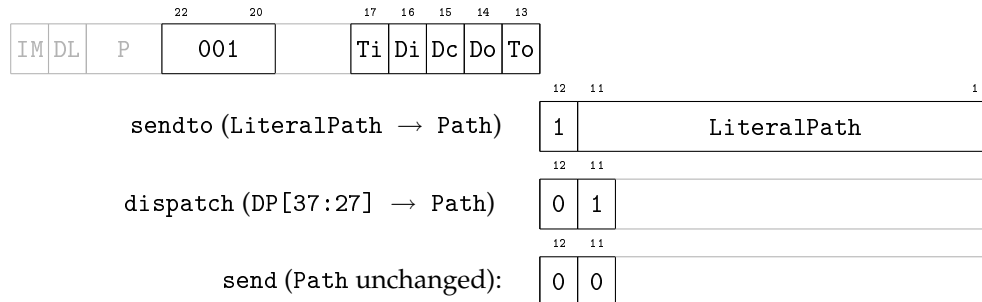 22 20 17 16 15 14 13
IM DL P 001 Ti Di Dc Do To
12 11 1
sendto (LiteralPath → Path) 1 LiteralPath
12 11
dispatch (DP[37:27] → Path) 0 1
12 11
send (Path unchanged): 0 0